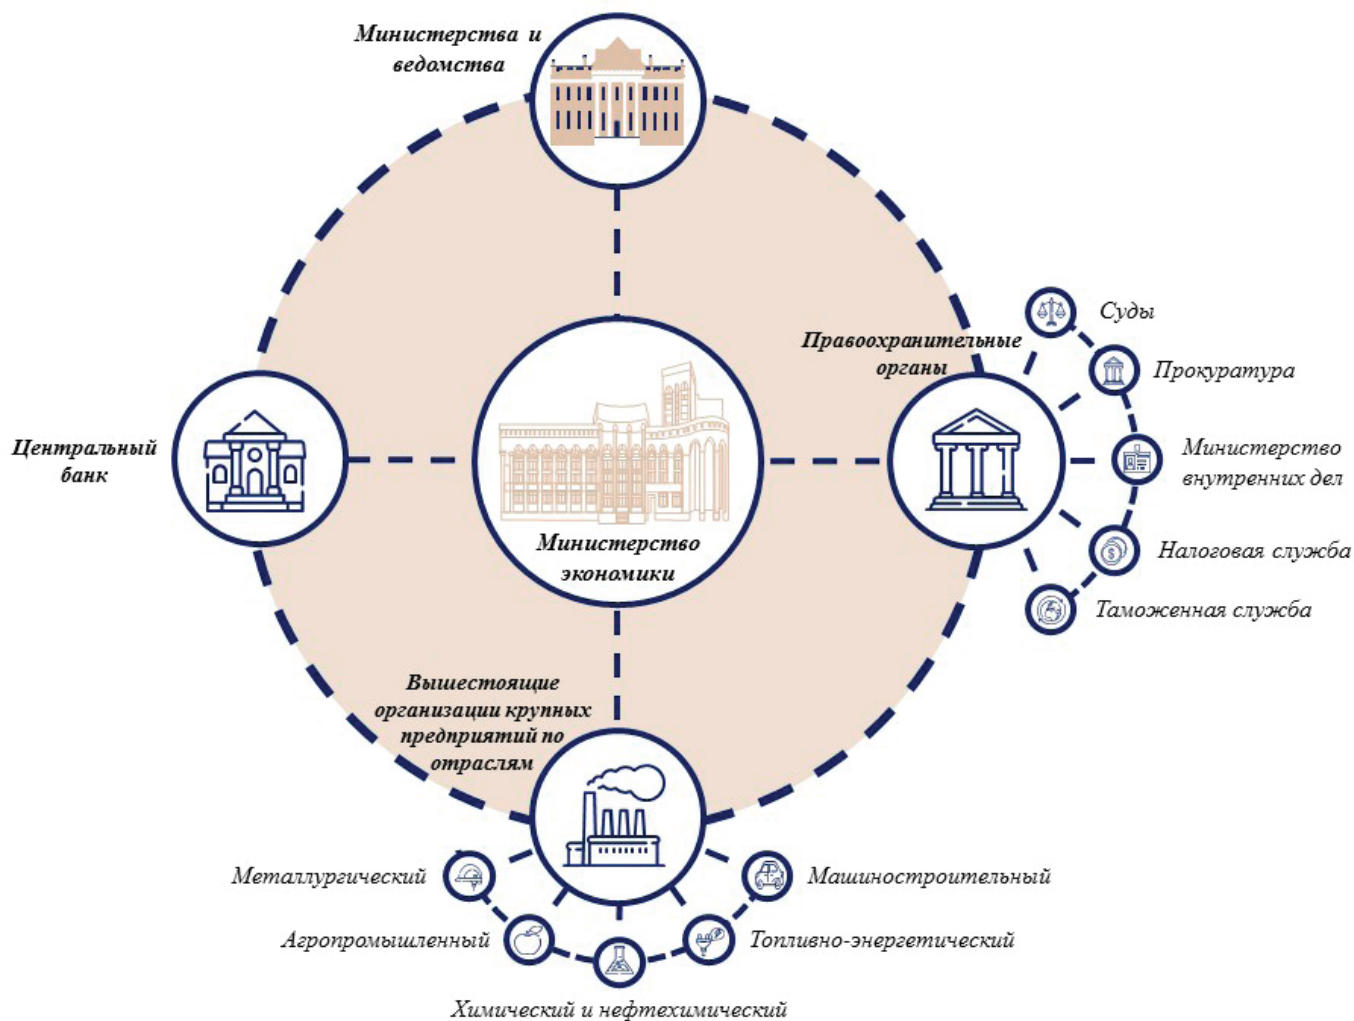 Министерства и
ведомства
Суды
Правоохранительные
органы
Прокуратура
Центральный
банк
Министерство
внутренних дел
Министерство
экономики
Налоговая служба
Таможенная служба
Вышестоящие
организации крупных
предприятий по
отраслям
Металлургический
Машиностроительный
Агропромышленный
Топливно-энергетический
Химический и нефтехимический